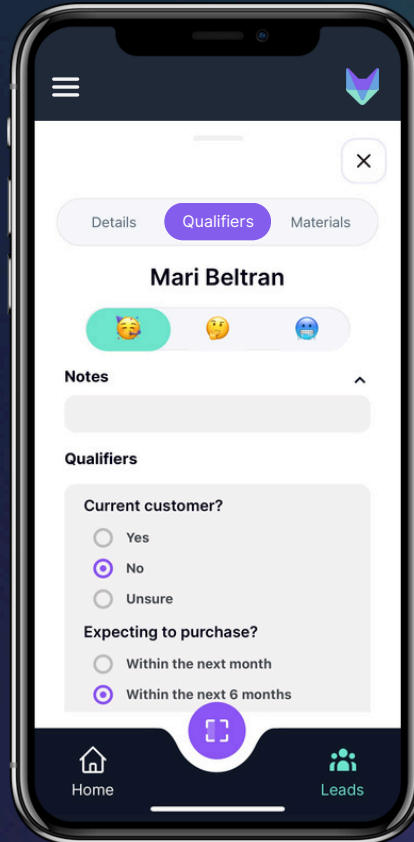 Details Qualifiers Materials
Mari Beltran
Notes
Qualifiers
Current customer?
Yes
No
Unsure
Expecting to purchase?
Within the next month
Within the next 6 months
Home Leads